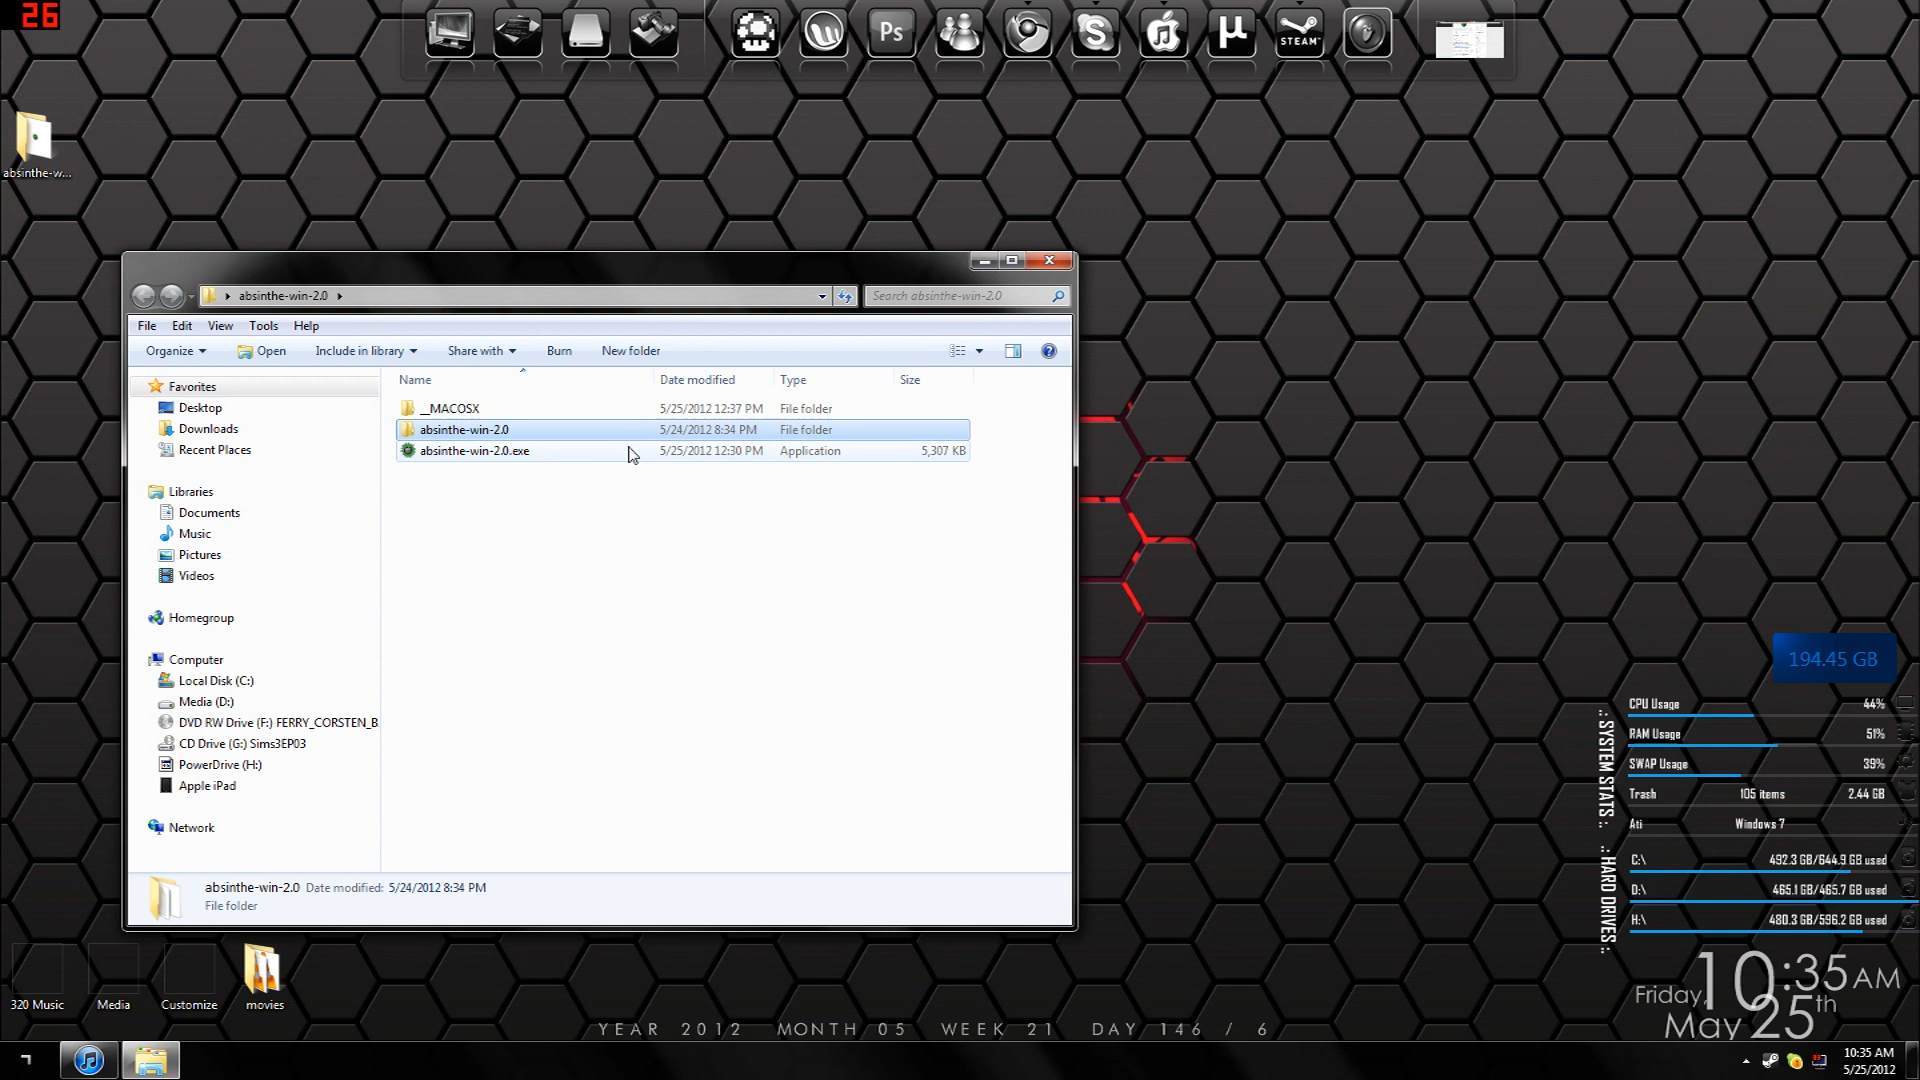 26
Ps
STEAM™
absinthe-w...
absinthe-win-2.0
Search absinthe-win-2.0
File Edit View Tools Help
Organize Open Include in library Share with Burn New folder
Name Date modified Type Size
__MACOSX 5/25/2012 12:37 PM File folder
absinthe-win-2.0 5/24/2012 8:34 PM File folder
absinthe-win-2.0.exe 5/25/2012 12:30 PM Application 5,307 KB
Favorites
Desktop
Downloads
Recent Places
Libraries
Documents
Music
Pictures
Videos
Homegroup
Computer
Local Disk (C:)
Media (D:)
DVD RW Drive (F:) FERRY_CORSTEN_B
CD Drive (G:) Sims3EP03
PowerDrive (H:)
Apple iPad
Network
absinthe-win-2.0 Date modified: 5/24/2012 8:34 PM
File folder
194.45 GB
.: SYSTEM STATS :.
CPU Usage 44%
RAM Usage 51%
SWAP Usage 39%
Trash 105 items 2.44 GB
Ati Windows 7
.: HARD DRIVES :.
C:\ 492.3 GB/644.9 GB used
D:\ 465.1 GB/465.7 GB used
H:\ 480.3 GB/596.2 GB used
10:35 AM
Friday,
May 25th
320 Music
Media
Customize
movies
YEAR 2012 MONTH 05 WEEK 21 DAY 146 / 6
10:35 AM
5/25/2012